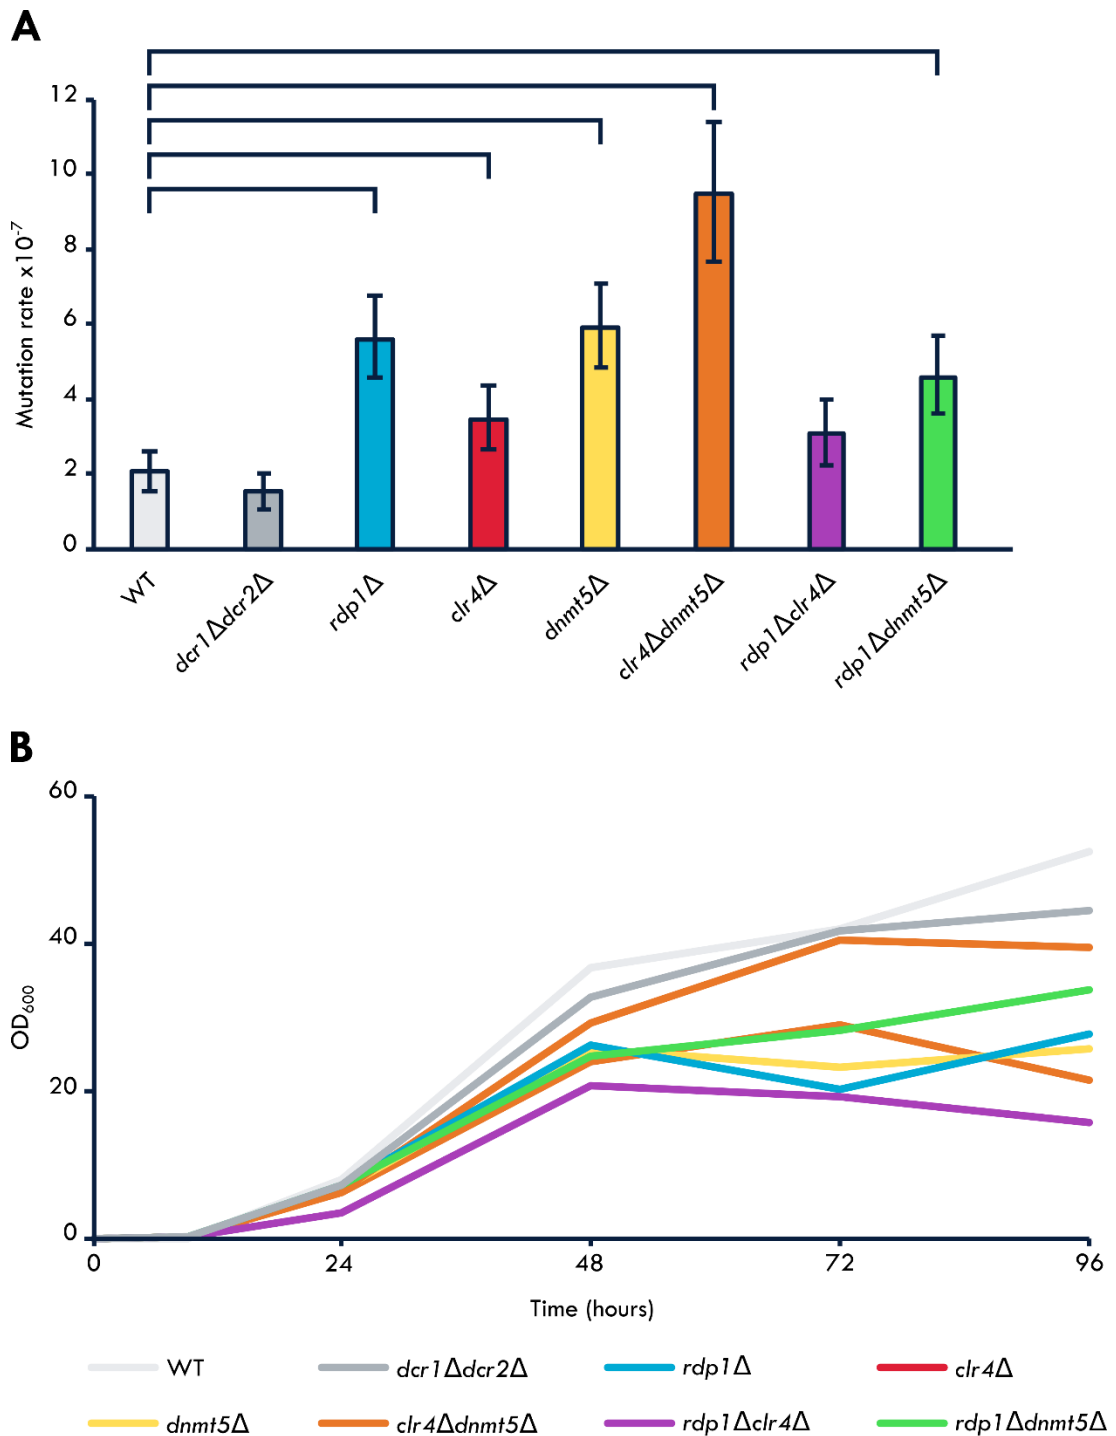 A
Mutation rate x10⁻⁷
12
10
8
6
4
2
0
WT
dcr1Δdcr2Δ
rdp1Δ
clr4Δ
dnmt5Δ
clr4Δdnmt5Δ
rdp1Δclr4Δ
rdp1Δdnmt5Δ
B
OD₆₀₀
60
40
20
0
0 24 48 72 96
Time (hours)
WT dcr1Δdcr2Δ rdp1Δ clr4Δ
dnmt5Δ clr4Δdnmt5Δ rdp1Δclr4Δ rdp1Δdnmt5Δ